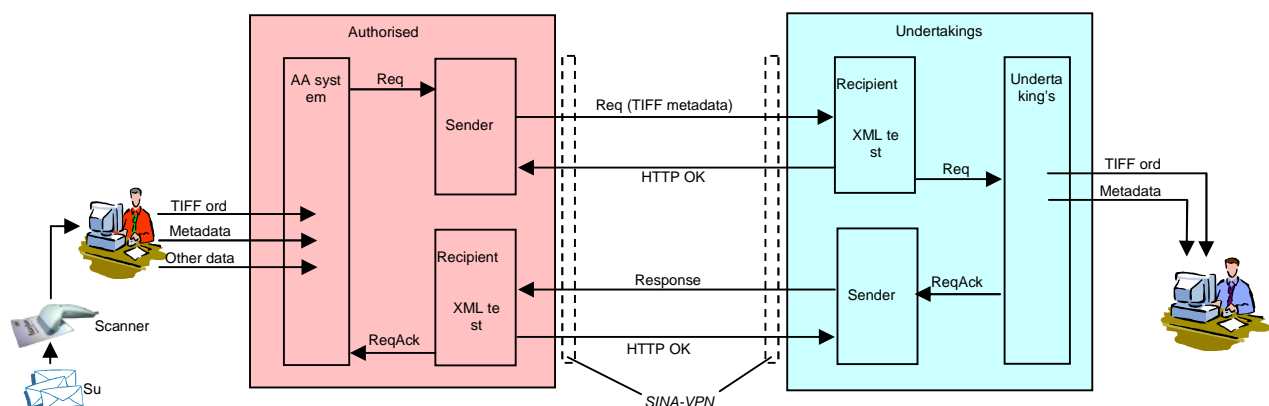 Authorised
Undertakings
AA syst
em
Req
Sender
Req (TIFF metadata)
HTTP OK
Recipient
XML te
st
Req
Underta
king's
TIFF ord
Metadata
TIFF ord
Metadata
Other data
Scanner
Su
Recipient
XML te
st
ReqAck
Response
HTTP OK
Sender
ReqAck
SINA-VPN